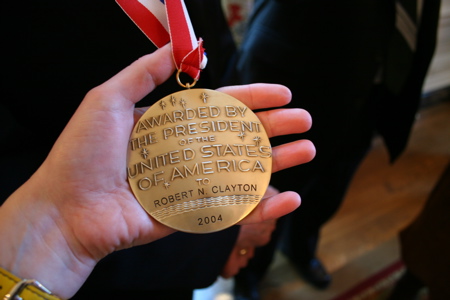 AWARDED BY
THE PRESIDENT
OF THE
UNITED STATES
OF AMERICA
TO
ROBERT N. CLAYTON
2004